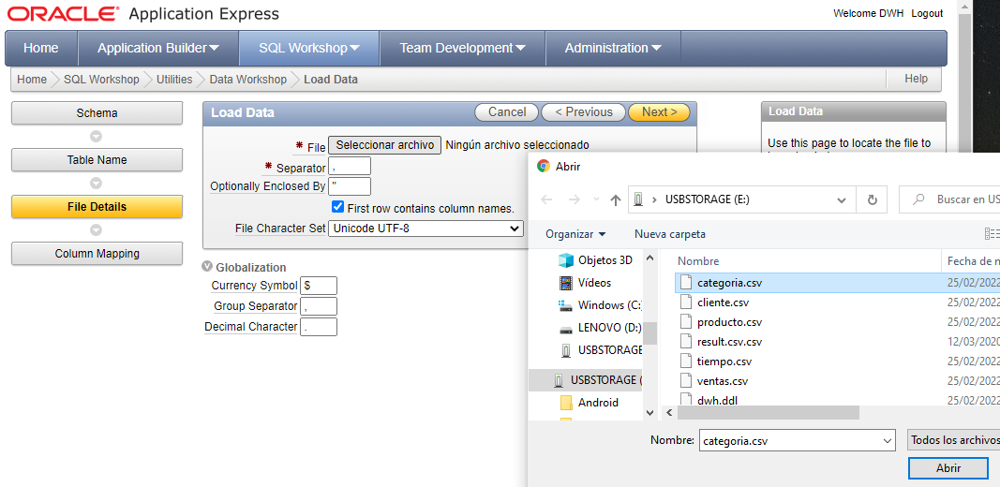 ORACLE Application Express
Welcome DWH Logout
Home Application Builder SQL Workshop Team Development Administration
Home SQL Workshop Utilities Data Workshop Load Data Help
Schema
Table Name
File Details
Column Mapping
Load Data Cancel < Previous Next >
* File Seleccionar archivo Ningún archivo seleccionado
* Separator ,
Optionally Enclosed By "
First row contains column names.
File Character Set Unicode UTF-8
Globalization
Currency Symbol $
Group Separator ,
Decimal Character .
Load Data
Use this page to locate the file to
Abrir
USBSTORAGE (E:) Buscar en US
Organizar Nueva carpeta
Objetos 3D
Vídeos
Windows (C:
LENOVO (D:)
USBSTORAGE
USBSTORAGE (
Android
Nombre Fecha de
categoria.csv 25/02/2022
cliente.csv 25/02/2022
producto.csv 25/02/2022
result.csv.csv 12/03/2020
tiempo.csv 25/02/2022
ventas.csv 25/02/2022
dwh.ddl 25/02/2022
Nombre: categoria.csv Todos los archivos
Abrir